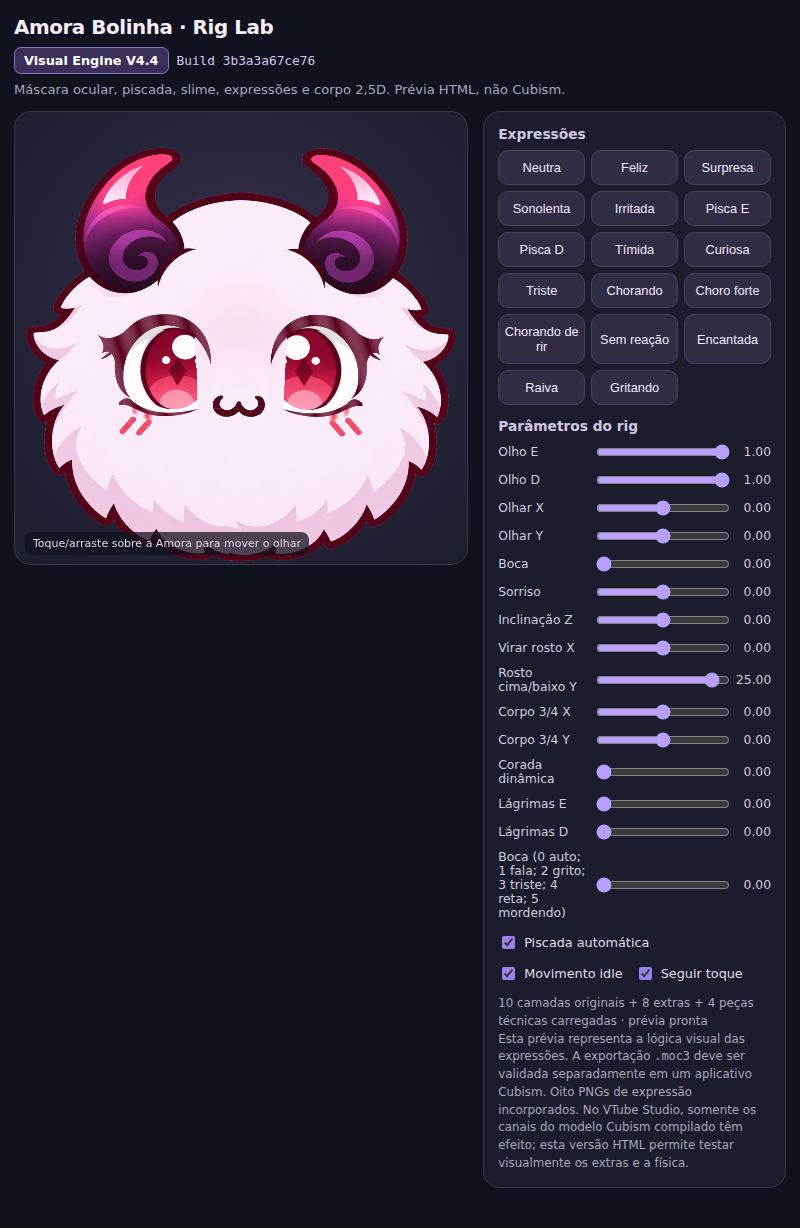 Amora Bolinha · Rig Lab
Visual Engine V4.4 Build 3b3a3a67ce76
Máscara ocular, piscada, slime, expressões e corpo 2,5D. Prévia HTML, não Cubism.
Toque/arraste sobre a Amora para mover o olhar
Expressões
Neutra Feliz Surpresa
Sonolenta Irritada Pisca E
Pisca D Tímida Curiosa
Triste Chorando Choro forte
Chorando de
rir
Sem reação Encantada
Raiva Gritando
Parâmetros do rig
Olho E 1.00
Olho D 1.00
Olhar X 0.00
Olhar Y 0.00
Boca 0.00
Sorriso 0.00
Inclinação Z 0.00
Virar rosto X 0.00
Rosto
cima/baixo Y 25.00
Corpo 3/4 X 0.00
Corpo 3/4 Y 0.00
Corada
dinâmica 0.00
Lágrimas E 0.00
Lágrimas D 0.00
Boca (0 auto;
1 fala; 2 grito;
3 triste; 4 0.00
reta; 5
mordendo)
Piscada automática
Movimento idle Seguir toque
10 camadas originais + 8 extras + 4 peças
técnicas carregadas · prévia pronta
Esta prévia representa a lógica visual das
expressões. A exportação .moc3 deve ser
validada separadamente em um aplicativo
Cubism. Oito PNGs de expressão
incorporados. No VTube Studio, somente os
canais do modelo Cubism compilado têm
efeito; esta versão HTML permite testar
visualmente os extras e a física.